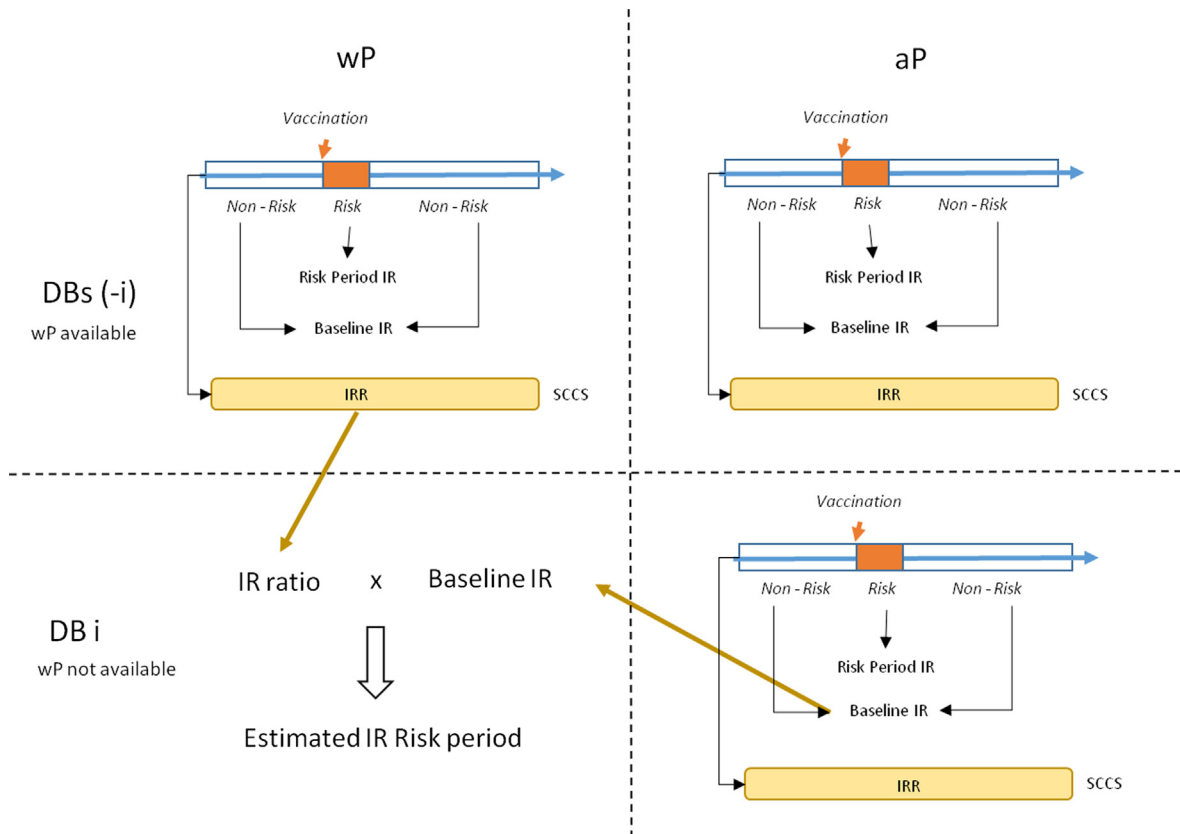 wP
Vaccination
Non - Risk Risk Non - Risk
Risk Period IR
Baseline IR
IRR SCCS
aP
Vaccination
Non - Risk Risk Non - Risk
Risk Period IR
Baseline IR
IRR SCCS
DBs (-i)
wP available
IR ratio x Baseline IR
Estimated IR Risk period
DB i
wP not available
Vaccination
Non - Risk Risk Non - Risk
Risk Period IR
Baseline IR
IRR SCCS